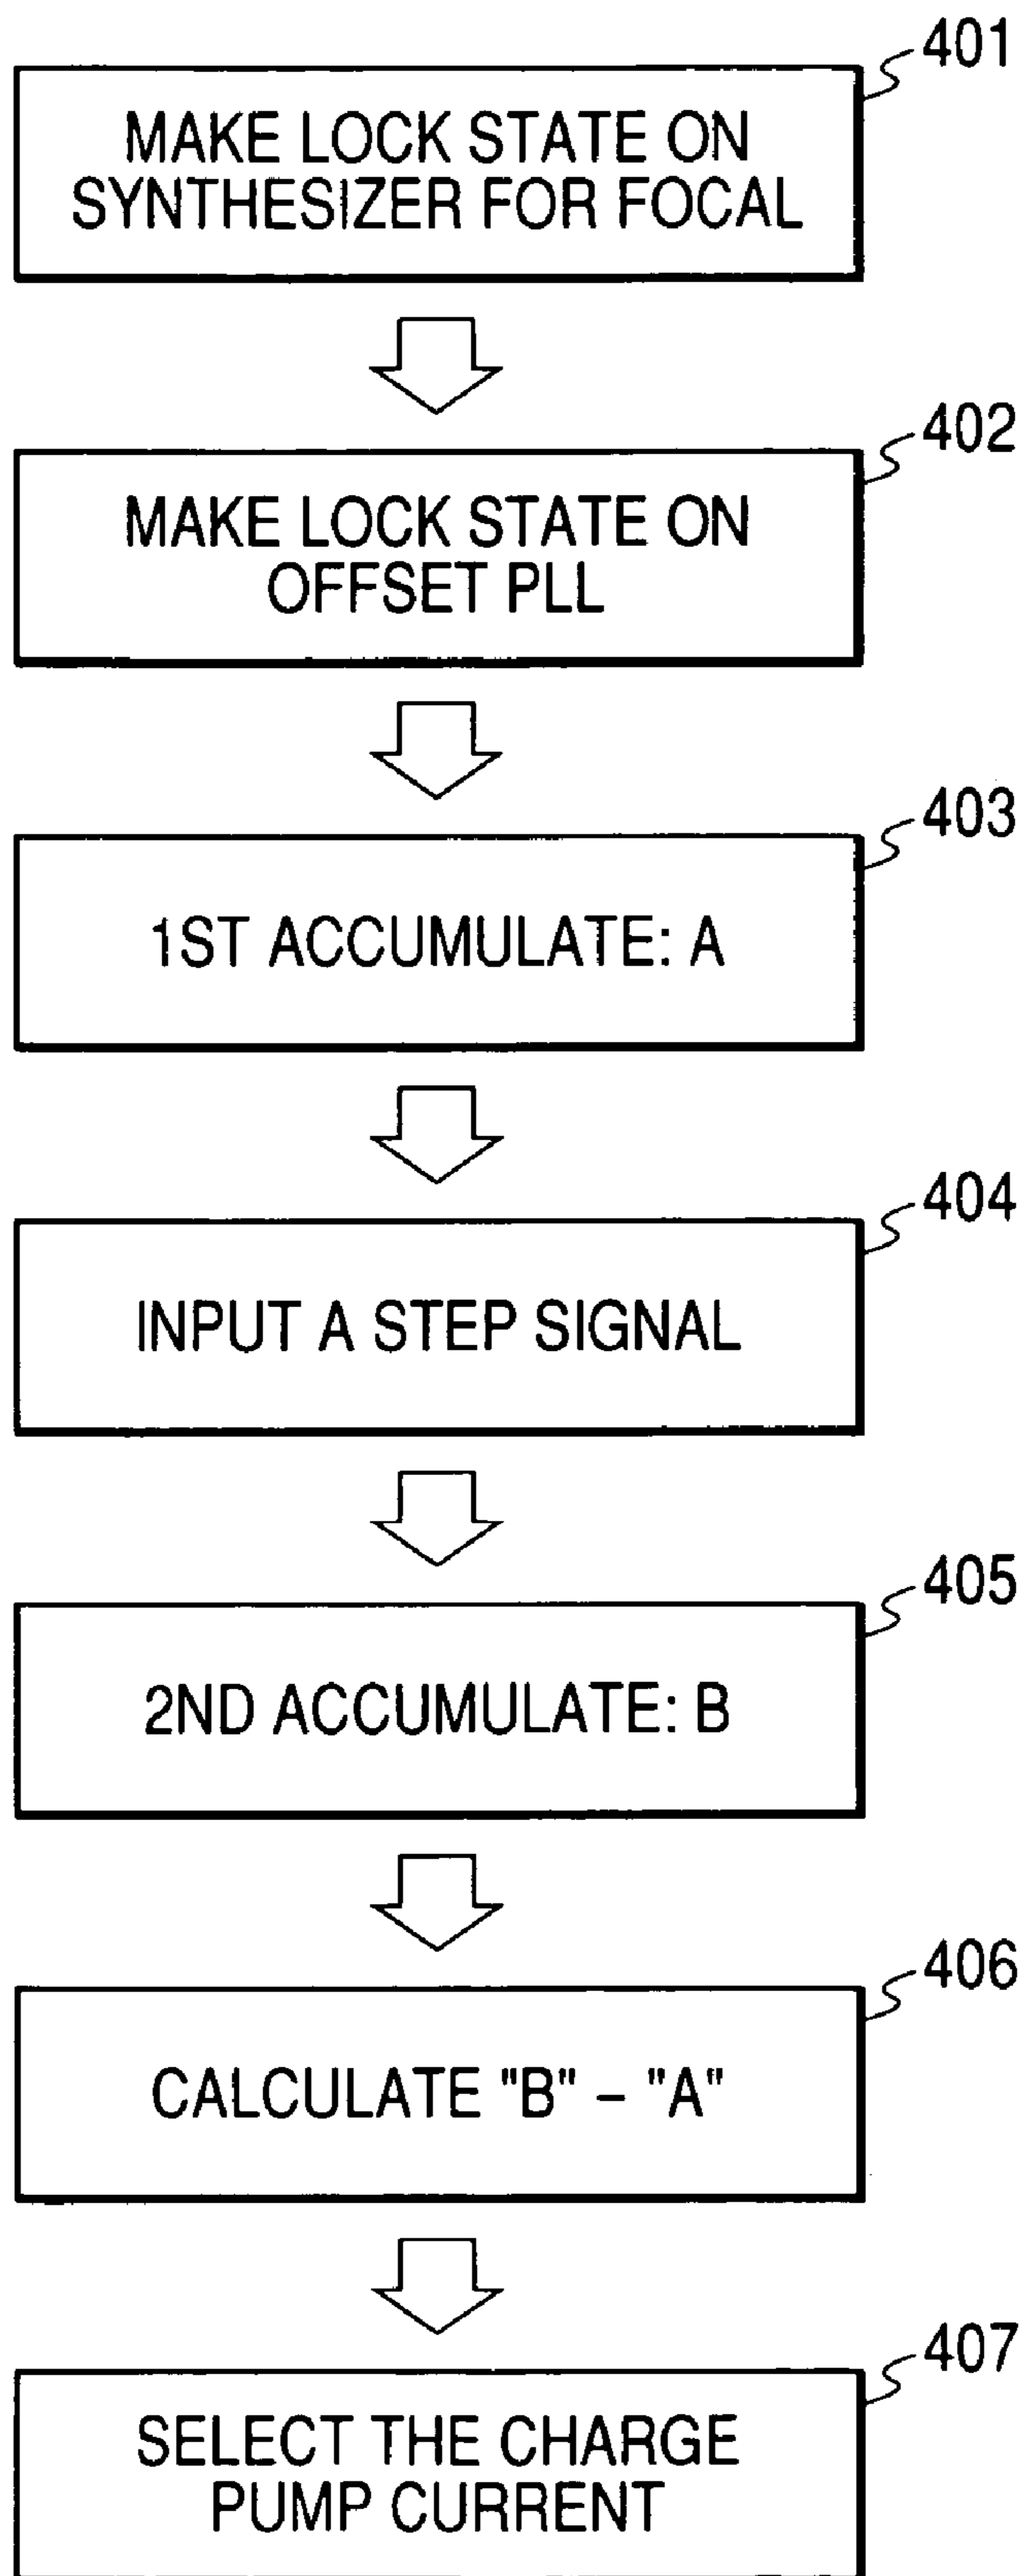 401
MAKE LOCK STATE ON
SYNTHESIZER FOR FOCAL
402
MAKE LOCK STATE ON
OFFSET PLL
403
1ST ACCUMULATE: A
404
INPUT A STEP SIGNAL
405
2ND ACCUMULATE: B
406
CALCULATE "B" – "A"
407
SELECT THE CHARGE
PUMP CURRENT